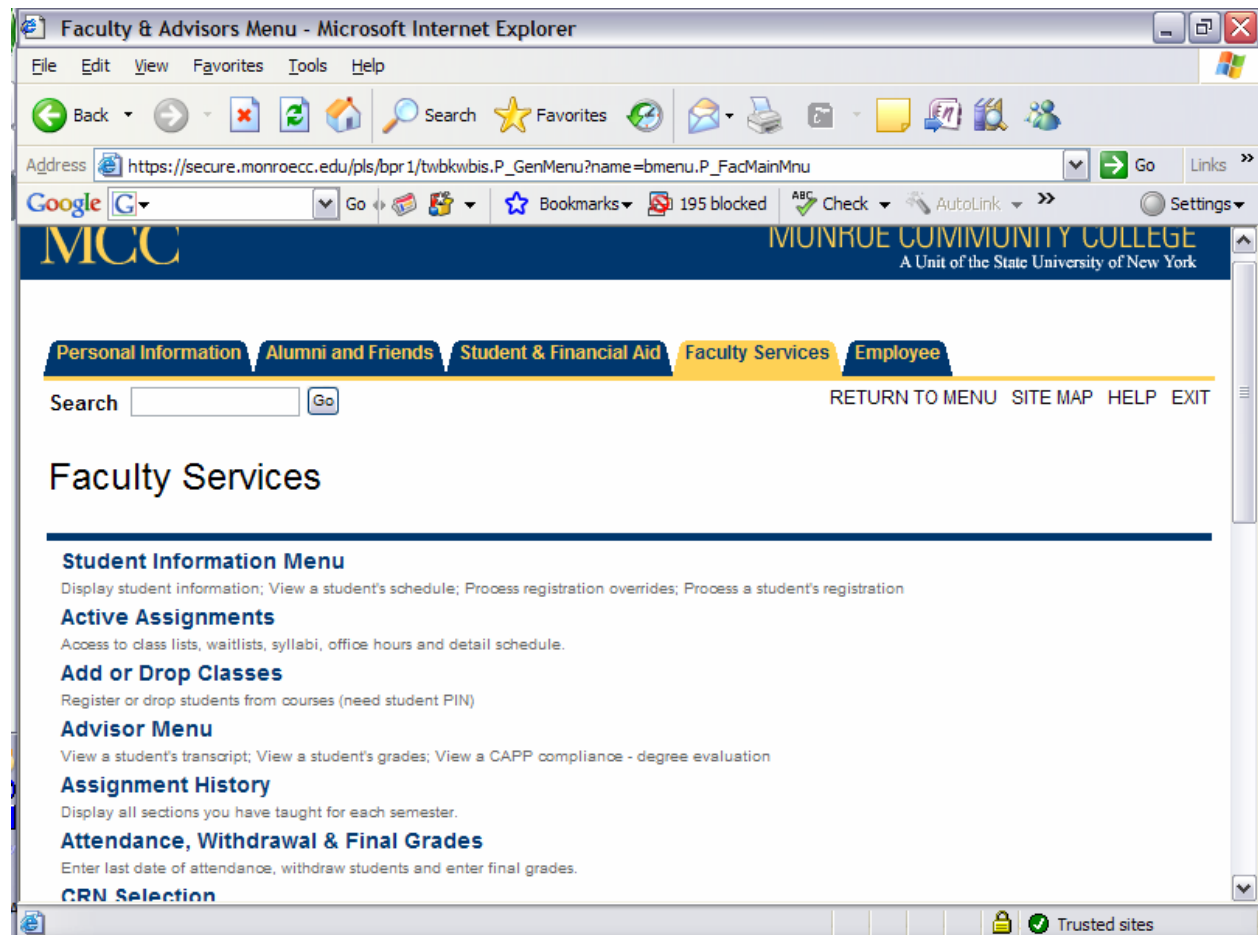 Faculty & Advisors Menu - Microsoft Internet Explorer
File Edit View Favorites Tools Help
Back Search Favorites
Address https://secure.monroecc.edu/pls/bpr1/twbkwbis.P_GenMenu?name=bmenu.P_FacMainMnu Go Links »
Google G Go Bookmarks 195 blocked ABC Check AutoLink » Settings
MCC MONROE COMMUNITY COLLEGE
A Unit of the State University of New York
Personal Information Alumni and Friends Student & Financial Aid Faculty Services Employee
Search Go RETURN TO MENU SITE MAP HELP EXIT
Faculty Services
Student Information Menu
Display student information; View a student's schedule; Process registration overrides; Process a student's registration
Active Assignments
Access to class lists, waitlists, syllabi, office hours and detail schedule.
Add or Drop Classes
Register or drop students from courses (need student PIN)
Advisor Menu
View a student's transcript; View a student's grades; View a CAPP compliance - degree evaluation
Assignment History
Display all sections you have taught for each semester.
Attendance, Withdrawal & Final Grades
Enter last date of attendance, withdraw students and enter final grades.
CRN Selection
Trusted sites